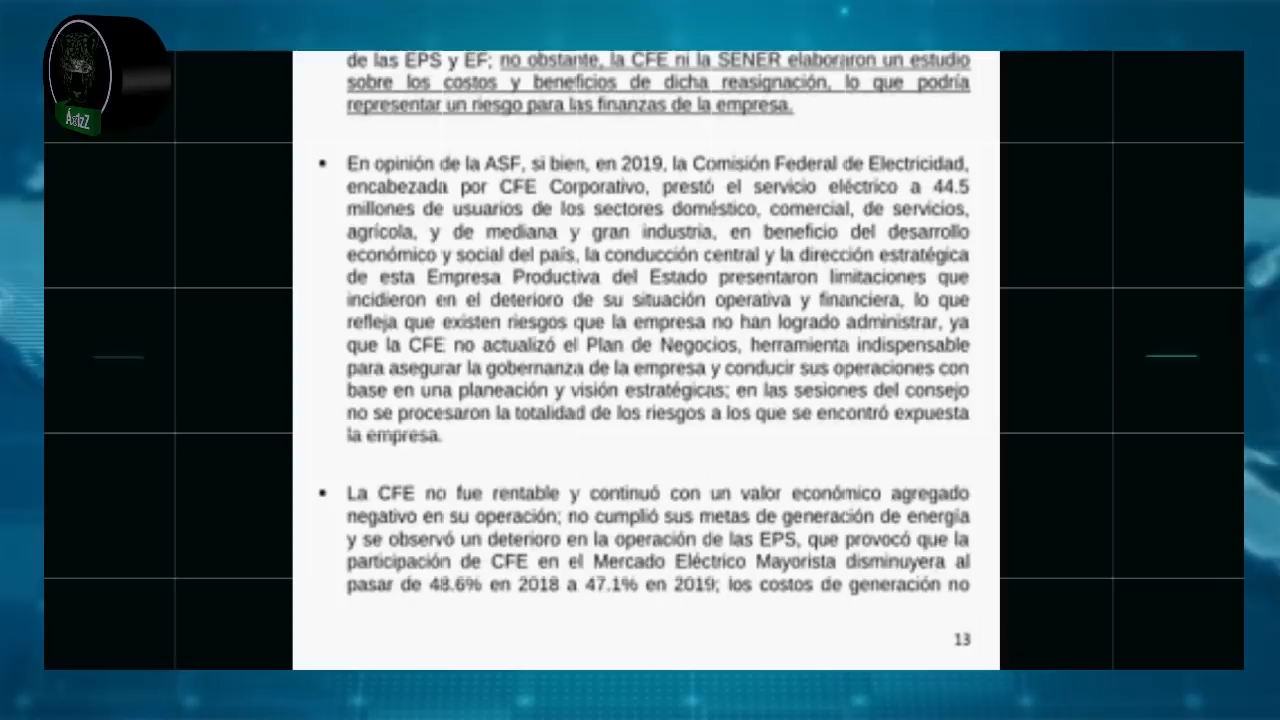 de las EPS y EF; no obstante, la CFE ni la SENER elaboraron un estudio
sobre los costos y beneficios de dicha reasignación, lo que podría
representar un riesgo para las finanzas de la empresa.
• En opinión de la ASF, si bien, en 2019, la Comisión Federal de Electricidad,
encabezada por CFE Corporativo, prestó el servicio eléctrico a 44.5
millones de usuarios de los sectores doméstico, comercial, de servicios,
agrícola, y de mediana y gran industria, en beneficio del desarrollo
económico y social del país, la conducción central y la dirección estratégica
de esta Empresa Productiva del Estado presentaron limitaciones que
incidieron en el deterioro de su situación operativa y financiera, lo que
refleja que existen riesgos que la empresa no han logrado administrar, ya
que la CFE no actualizó el Plan de Negocios, herramienta indispensable
para asegurar la gobernanza de la empresa y conducir sus operaciones con
base en una planeación y visión estratégicas; en las sesiones del consejo
no se procesaron la totalidad de los riesgos a los que se encontró expuesta
la empresa.
• La CFE no fue rentable y continuó con un valor económico agregado
negativo en su operación; no cumplió sus metas de generación de energía
y se observó un deterioro en la operación de las EPS, que provocó que la
participación de CFE en el Mercado Eléctrico Mayorista disminuyera al
pasar de 48.6% en 2018 a 47.1% en 2019; los costos de generación no
13